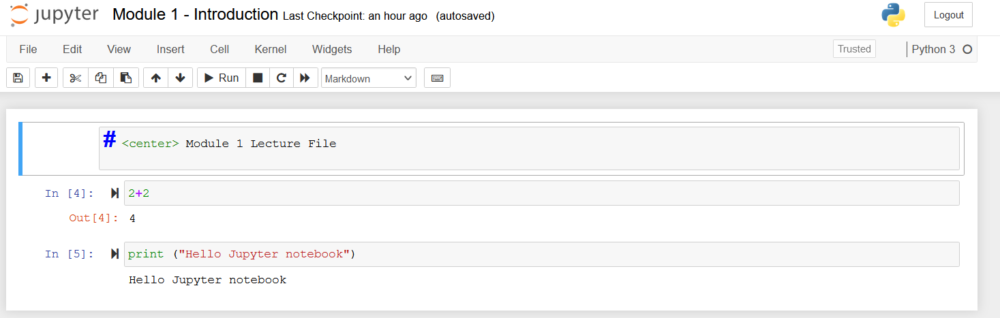 jupyter Module 1 - Introduction Last Checkpoint: an hour ago (autosaved) Logout
File Edit View Insert Cell Kernel Widgets Help Trusted Python 3
Run Markdown
# <center> Module 1 Lecture File
In [4]: 2+2
Out[4]: 4
In [5]: print ("Hello Jupyter notebook")
Hello Jupyter notebook